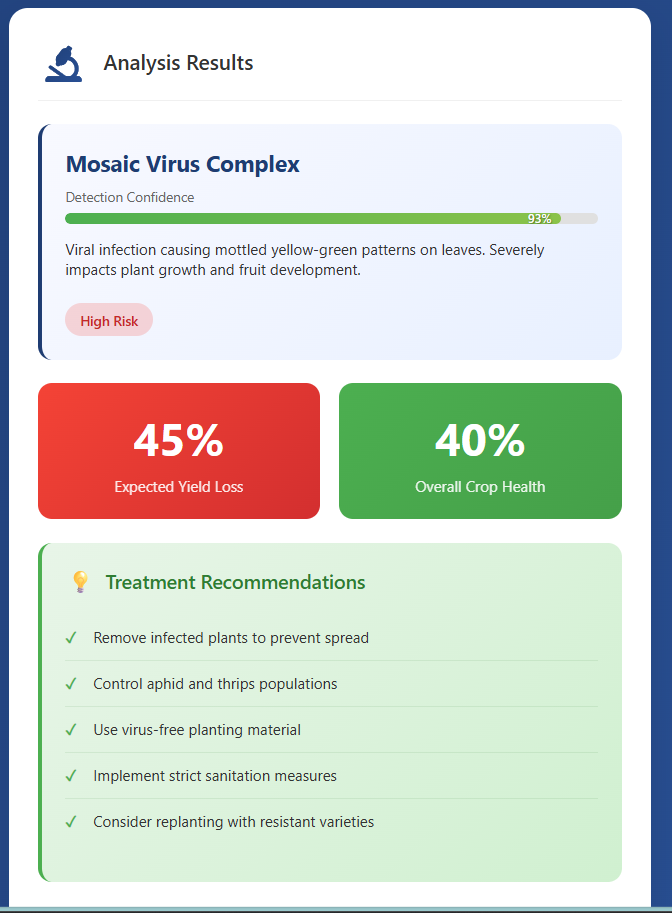 Analysis Results
Mosaic Virus Complex
Detection Confidence
93%
Viral infection causing mottled yellow-green patterns on leaves. Severely
impacts plant growth and fruit development.
High Risk
45%
Expected Yield Loss
40%
Overall Crop Health
Treatment Recommendations
✓ Remove infected plants to prevent spread
✓ Control aphid and thrips populations
✓ Use virus-free planting material
✓ Implement strict sanitation measures
✓ Consider replanting with resistant varieties